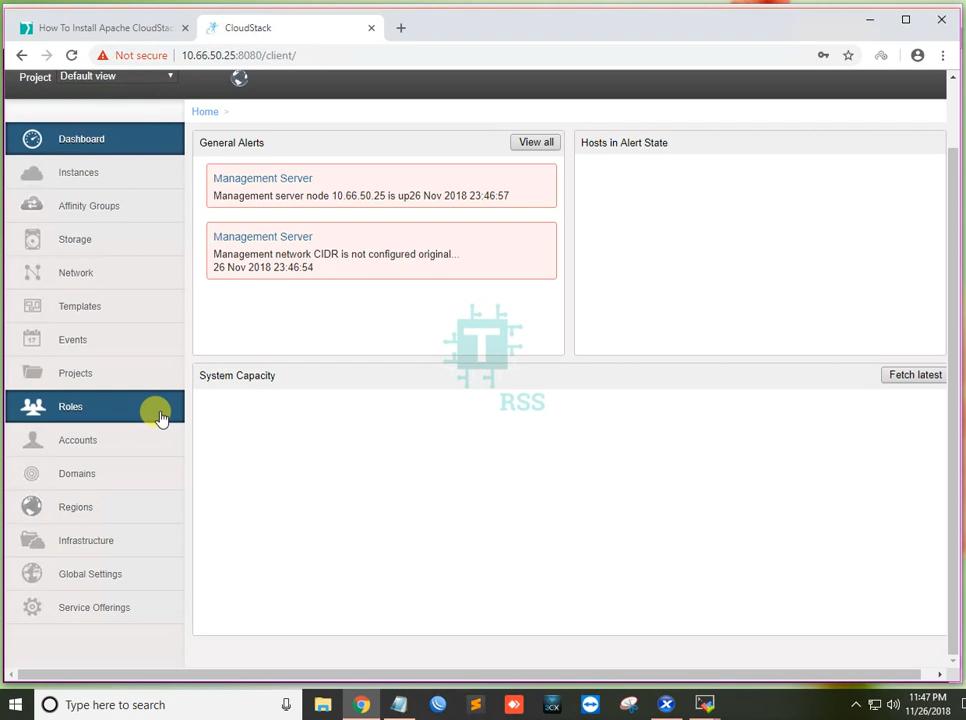 How To Install Apache CloudStac
CloudStack
Not secure
10.66.50.25:8080/client/
Project
Default view
Home >
Dashboard
General Alerts
View all
Hosts in Alert State
Instances
Management Server
Management server node 10.66.50.25 is up26 Nov 2018 23:46:57
Affinity Groups
Storage
Management Server
Management network CIDR is not configured original...
26 Nov 2018 23:46:54
Network
Templates
Events
17
T
Projects
System Capacity
Fetch latest
RSS
Roles
Accounts
Domains
Regions
Infrastructure
Global Settings
Service Offerings
Type here to search
3CX
11:47 PM
11/26/2018